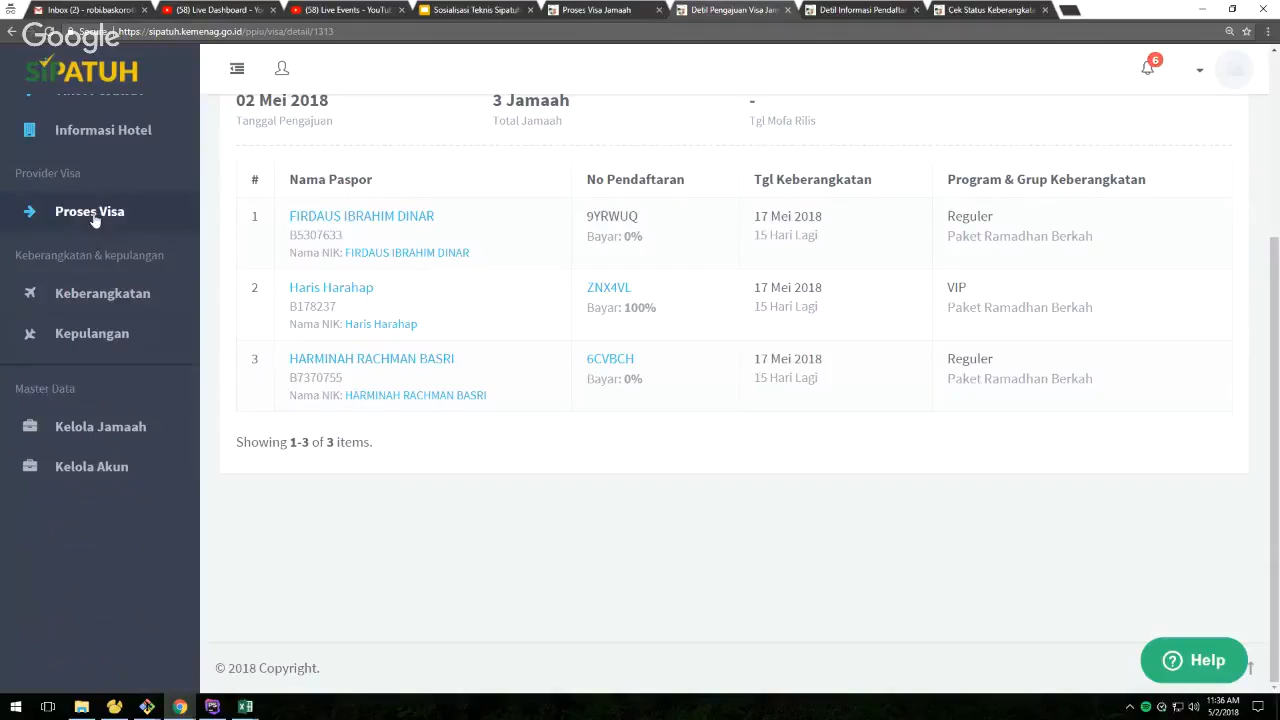 robbi.baskoroti
(58) Live Dashboard - Yo
(58) Live Events - YouTu
Sosialisasi Teknis Sipatuh
Proses Visa Jamaah
Detil Pengajuan Visa Jam
Detil Informasi Pendaftar
Cek Status Keberangkata
Google
Secure
https://sipatuh.kemenag.go.id/ppiu/visa/detail/1313
SIPATUH
6
Informasi Hotel
Provider Visa
Proses Visa
Keberangkatan & kepulangan
Keberangkatan
Kepulangan
Master Data
Kelola Jamaah
Kelola Akun
02 Mei 2018 3 Jamaah -
Tanggal Pengajuan Total Jamaah Tgl Mofa Rilis
# Nama Paspor No Pendaftaran Tgl Keberangkatan Program & Grup Keberangkatan
1 FIRDAUS IBRAHIM DINAR 9YRWUQ 17 Mei 2018 Reguler
B5307633 Bayar: 0% 15 Hari Lagi Paket Ramadhan Berkah
Nama NIK: FIRDAUS IBRAHIM DINAR
2 Haris Harahap ZNX4VL 17 Mei 2018 VIP
B178237 Bayar: 100% 15 Hari Lagi Paket Ramadhan Berkah
Nama NIK: Haris Harahap
3 HARMINAH RACHMAN BASRI 6CVBCH 17 Mei 2018 Reguler
B7370755 Bayar: 0% 15 Hari Lagi Paket Ramadhan Berkah
Nama NIK: HARMINAH RACHMAN BASRI
Showing 1-3 of 3 items.
© 2018 Copyright.
Help
11:36 AM
5/2/2018